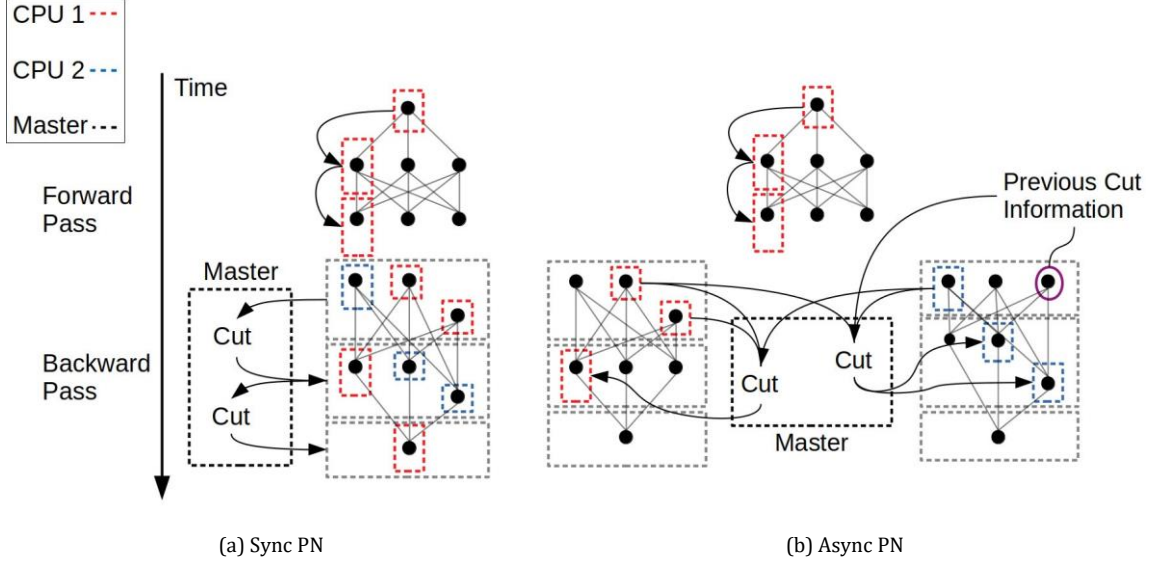 CPU 1
CPU 2
Master
Time
Forward
Pass
Previous Cut
Information
Master
Cut
Backward
Pass
Cut
Cut
Cut
Master
(a) Sync PN
(b) Async PN